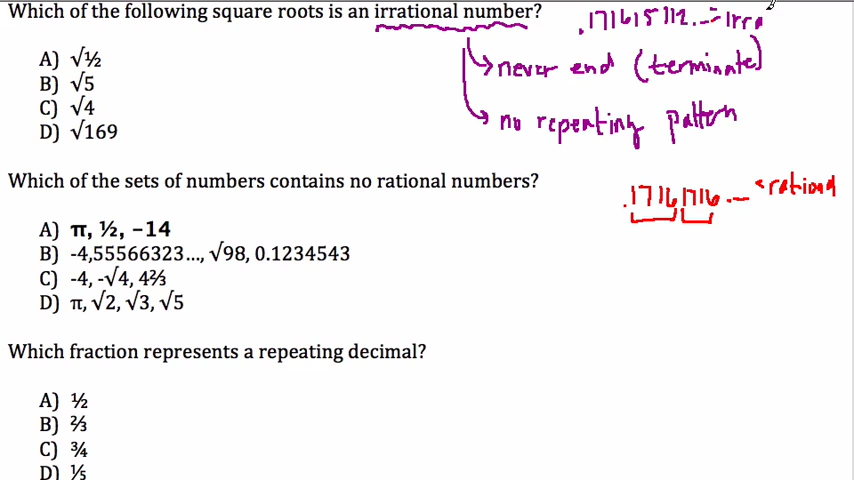 Which of the following square roots is an irrational number?
.171615112. -- = Irra
A) √½
B) √5
C) √4
D) √169
never end (terminate)
no repeating pattern
Which of the sets of numbers contains no rational numbers?
.17161716... rational
A) π, ½, −14
B) -4,55566323..., √98, 0.1234543
C) -4, -√4, 4⅔
D) π, √2, √3, √5
Which fraction represents a repeating decimal?
A) ½
B) ⅔
C) ¾
D) ⅕